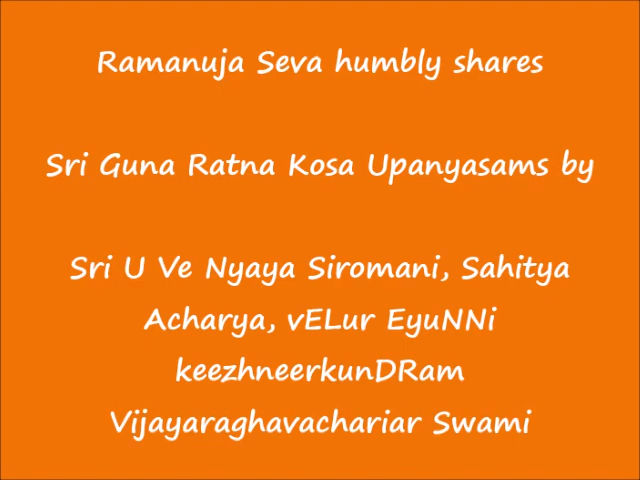 Ramanuja Seva humbly shares
Sri Guna Ratna Kosa Upanyasams by
Sri U Ve Nyaya Siromani, Sahitya
Acharya, vELur EyuNNi
keezhneerkunDRam
Vijayaraghavachariar Swami